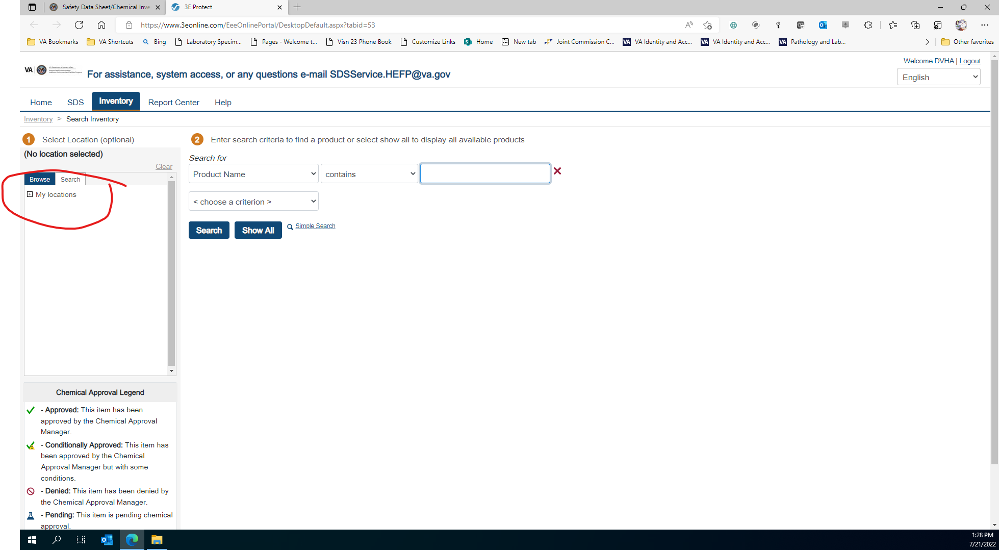 Safety Data Sheet/Chemical Inve
3E Protect
https://www.3eonline.com/EeeOnlinePortal/DesktopDefault.aspx?tabid=53
VA Bookmarks VA Shortcuts Bing Laboratory Specim... Pages - Welcome t... Visn 23 Phone Book Customize Links Home New tab Joint Commission C... VA Identity and Acc... VA Identity and Acc... Pathology and Lab... Other favorites
Welcome DVHA | Logout
VA
For assistance, system access, or any questions e-mail SDSService.HEFP@va.gov
English
Home SDS Inventory Report Center Help
Inventory > Search Inventory
1 Select Location (optional)
2 Enter search criteria to find a product or select show all to display all available products
(No location selected)
Clear
Browse Search
My locations
Search for
Product Name contains
< choose a criterion >
Search Show All Simple Search
Chemical Approval Legend
- Approved: This item has been
approved by the Chemical Approval
Manager.
- Conditionally Approved: This item has
been approved by the Chemical
Approval Manager but with some
conditions.
- Denied: This item has been denied by
the Chemical Approval Manager.
- Pending: This item is pending chemical
approval.
1:28 PM
7/21/2022